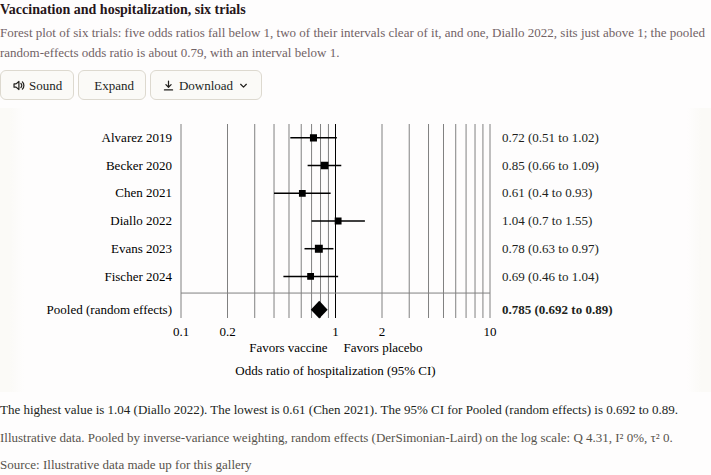 Vaccination and hospitalization, six trials
Forest plot of six trials: five odds ratios fall below 1, two of their intervals clear of it, and one, Diallo 2022, sits just above 1; the pooled
random-effects odds ratio is about 0.79, with an interval below 1.
Sound Expand Download
Alvarez 2019 0.72 (0.51 to 1.02)
Becker 2020 0.85 (0.66 to 1.09)
Chen 2021 0.61 (0.4 to 0.93)
Diallo 2022 1.04 (0.7 to 1.55)
Evans 2023 0.78 (0.63 to 0.97)
Fischer 2024 0.69 (0.46 to 1.04)
Pooled (random effects) 0.785 (0.692 to 0.89)
0.1 0.2 1 2 10
Favors vaccine Favors placebo
Odds ratio of hospitalization (95% CI)
The highest value is 1.04 (Diallo 2022). The lowest is 0.61 (Chen 2021). The 95% CI for Pooled (random effects) is 0.692 to 0.89.
Illustrative data. Pooled by inverse-variance weighting, random effects (DerSimonian-Laird) on the log scale: Q 4.31, I² 0%, τ² 0.
Source: Illustrative data made up for this gallery